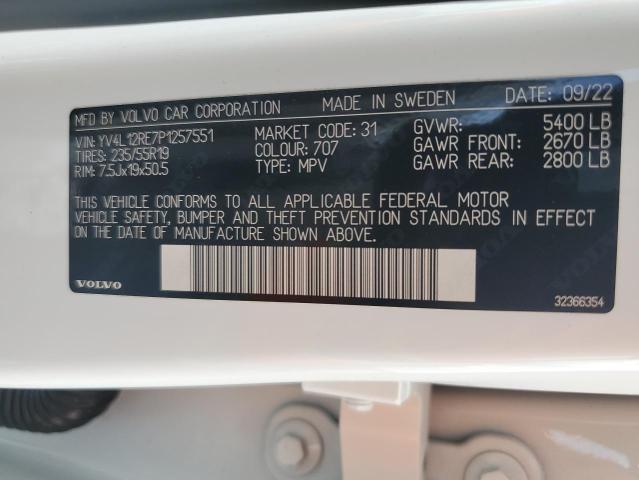 MFD BY VOLVO CAR CORPORATION MADE IN SWEDEN DATE: 09/22
VIN: YV4L12RE7P1257551 MARKET CODE: 31 GVWR: 5400 LB
TIRES: 235/55R19 COLOUR: 707 GAWR FRONT: 2670 LB
RIM: 7.5Jx19x50.5 TYPE: MPV GAWR REAR: 2800 LB
THIS VEHICLE CONFORMS TO ALL APPLICABLE FEDERAL MOTOR
VEHICLE SAFETY, BUMPER AND THEFT PREVENTION STANDARDS IN EFFECT
ON THE DATE OF MANUFACTURE SHOWN ABOVE.
VOLVO 32366354